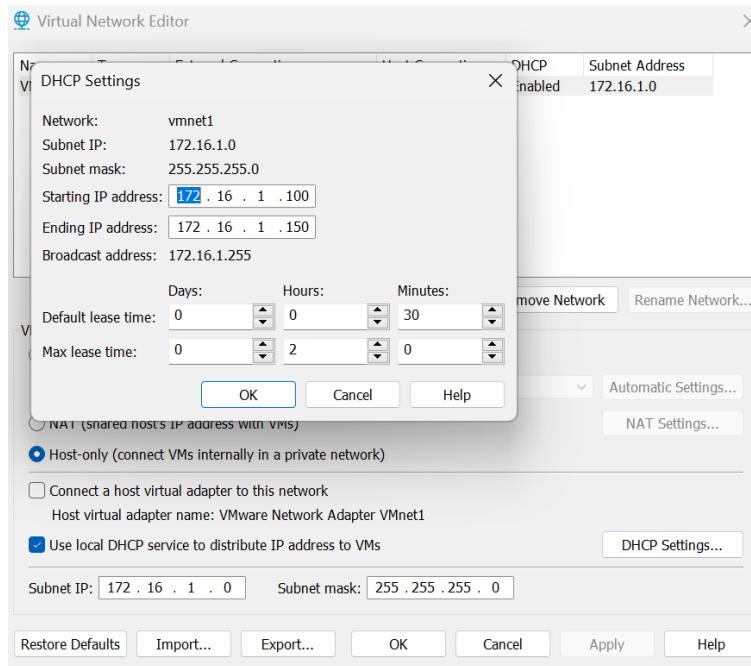 Virtual Network Editor
DHCP Subnet Address
Enabled 172.16.1.0
DHCP Settings
Network: vmnet1
Subnet IP: 172.16.1.0
Subnet mask: 255.255.255.0
Starting IP address: 172 . 16 . 1 . 100
Ending IP address: 172 . 16 . 1 . 150
Broadcast address: 172.16.1.255
Days: Hours: Minutes:
Default lease time: 0 0 30
Max lease time: 0 2 0
OK Cancel Help
move Network Rename Network...
Automatic Settings...
NAT (shared host's IP address with VMs) NAT Settings...
Host-only (connect VMs internally in a private network)
Connect a host virtual adapter to this network
Host virtual adapter name: VMware Network Adapter VMnet1
Use local DHCP service to distribute IP address to VMs DHCP Settings...
Subnet IP: 172 . 16 . 1 . 0 Subnet mask: 255 . 255 . 255 . 0
Restore Defaults Import... Export... OK Cancel Apply Help